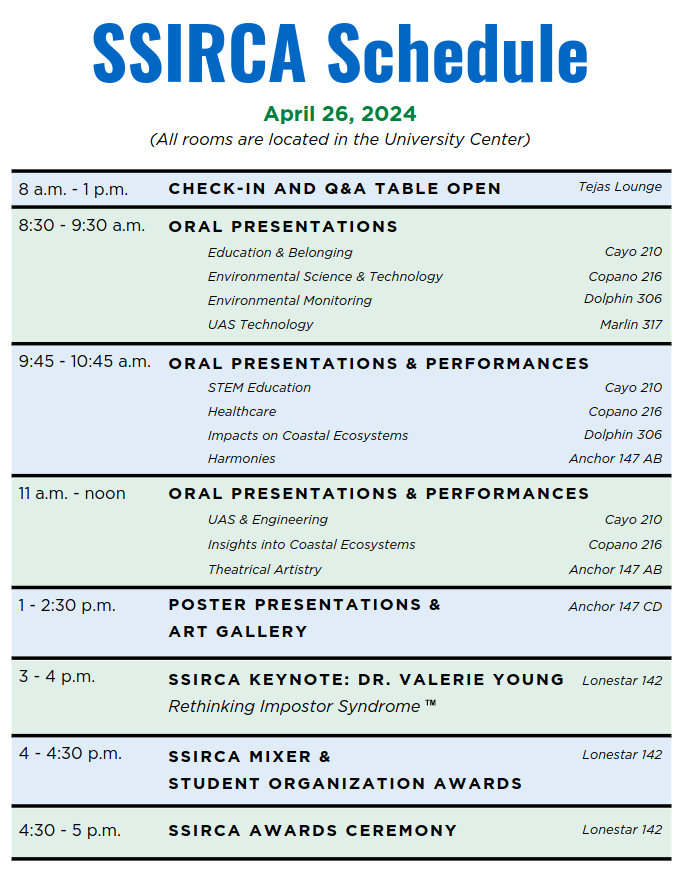 SSIRCA Schedule
April 26, 2024
(All rooms are located in the University Center)
8 a.m. - 1 p.m. CHECK-IN AND Q&A TABLE OPEN Tejas Lounge
8:30 - 9:30 a.m. ORAL PRESENTATIONS
Education & Belonging Cayo 210
Environmental Science & Technology Copano 216
Environmental Monitoring Dolphin 306
UAS Technology Marlin 317
9:45 - 10:45 a.m. ORAL PRESENTATIONS & PERFORMANCES
STEM Education Cayo 210
Healthcare Copano 216
Impacts on Coastal Ecosystems Dolphin 306
Harmonies Anchor 147 AB
11 a.m. - noon ORAL PRESENTATIONS & PERFORMANCES
UAS & Engineering Cayo 210
Insights into Coastal Ecosystems Copano 216
Theatrical Artistry Anchor 147 AB
1 - 2:30 p.m. POSTER PRESENTATIONS & Anchor 147 CD
ART GALLERY
3 - 4 p.m. SSIRCA KEYNOTE: DR. VALERIE YOUNG Lonestar 142
Rethinking Impostor Syndrome ™
4 - 4:30 p.m. SSIRCA MIXER & Lonestar 142
STUDENT ORGANIZATION AWARDS
4:30 - 5 p.m. SSIRCA AWARDS CEREMONY Lonestar 142